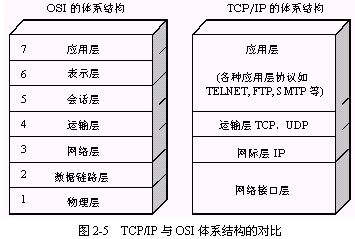 OSI 的体系结构
7 应用层
6 表示层
5 会话层
4 运输层
3 网络层
2 数据链路层
1 物理层
TCP/IP 的体系结构
应用层
(各种应用层协议如
TELNET, FTP, SMTP 等)
运输层 TCP、UDP
网际层 IP
网络接口层
图 2-5 TCP/IP 与 OSI 体系结构的对比